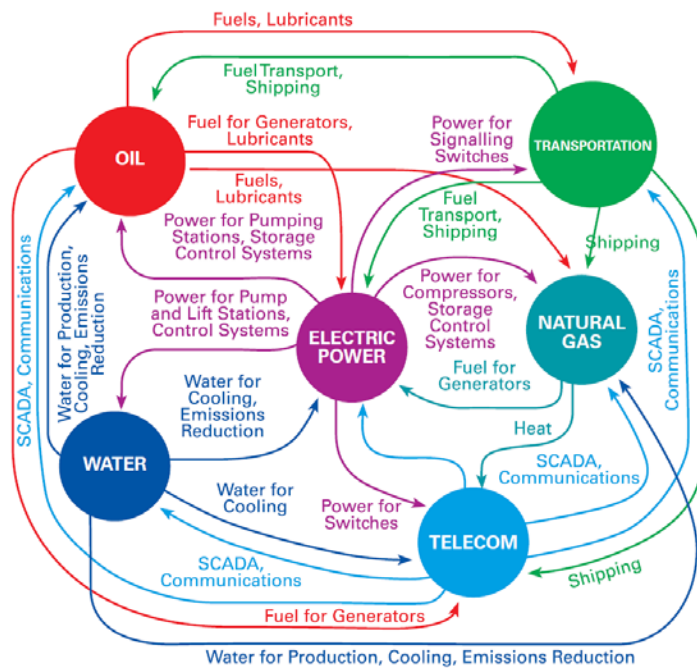 Fuels, Lubricants
Fuel Transport,
Shipping
Fuel for Generators,
Lubricants
Power for
Signalling
Switches
TRANSPORTATION
OIL
Fuels,
Lubricants
Fuel
Transport,
Shipping
Power for Pumping
Stations, Storage
Control Systems
Shipping
Power for
Compressors,
Storage
Control
Systems
Power for Pump
and Lift Stations,
Control Systems
ELECTRIC
POWER
NATURAL
GAS
SCADA, Communications
Water for Production,
Cooling, Emissions
Reduction
SCADA,
Communications
Fuel for
Generators
Water for
Cooling,
Emissions
Reduction
Heat
WATER
SCADA,
Communications
Water for
Cooling
Power for
Switches
TELECOM
SCADA,
Communications
Shipping
Fuel for Generators
Water for Production, Cooling, Emissions Reduction